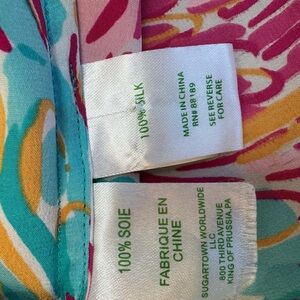 100% SILK
MADE IN CHINA
RN# 88189
SEE REVERSE
FOR CARE
100% SOIE
FABRIQUE EN
CHINE
SUGARTOWN WORLDWIDE
LLC
800 THIRD AVENUE
KING OF PRUSSIA,PA